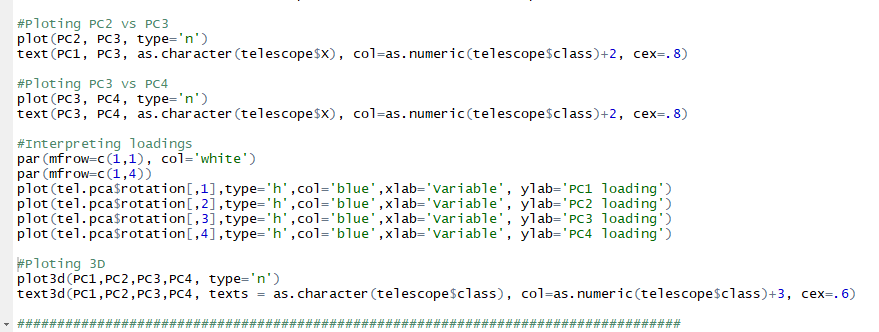 #Ploting PC2 vs PC3
plot(PC2, PC3, type='n')
text(PC1, PC3, as.character(telescope$X), col=as.numeric(telescope$class)+2, cex=.8)
#Ploting PC3 vs PC4
plot(PC3, PC4, type='n')
text(PC3, PC4, as.character(telescope$X), col=as.numeric(telescope$class)+2, cex=.8)
#Interpreting loadings
par(mfrow=c(1,1), col='white')
par(mfrow=c(1,4))
plot(tel.pca$rotation[,1],type='h',col='blue',xlab='Variable', ylab='PC1 loading')
plot(tel.pca$rotation[,2],type='h',col='blue',xlab='Variable', ylab='PC2 loading')
plot(tel.pca$rotation[,3],type='h',col='blue',xlab='Variable', ylab='PC3 loading')
plot(tel.pca$rotation[,4],type='h',col='blue',xlab='Variable', ylab='PC4 loading')
#Ploting 3D
plot3d(PC1,PC2,PC3,PC4, type='n')
text3d(PC1,PC2,PC3,PC4, texts = as.character(telescope$class), col=as.numeric(telescope$class)+3, cex=.6)
###################################################################################